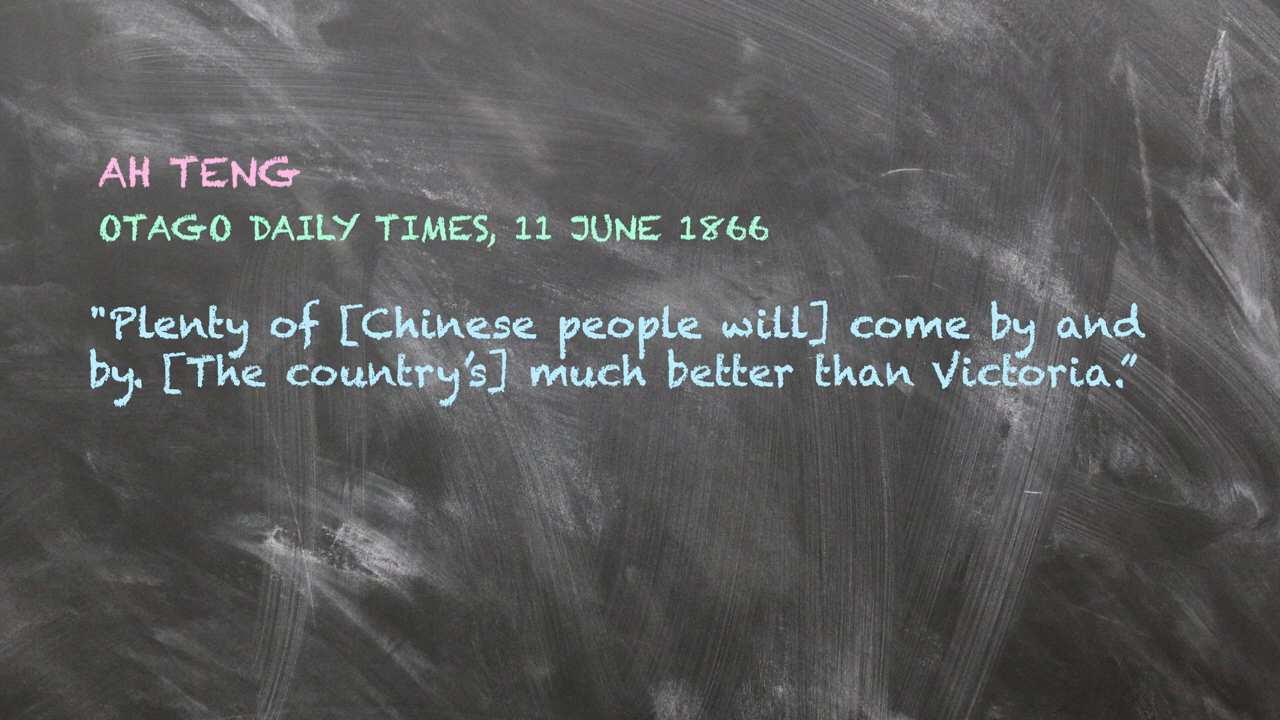 AH TENG
OTAGO DAILY TIMES, 11 JUNE 1866
"Plenty of [Chinese people will] come by and
by. [The country's] much better than Victoria."